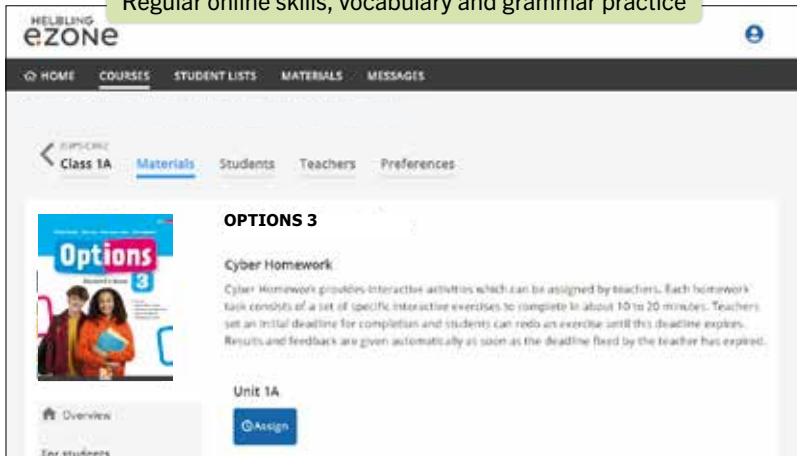 Regular online skills, vocabulary and grammar practice
HELBLING
ezone
HOME COURSES STUDENT LISTS MATERIALS MESSAGES
Class 1A Materials Students Teachers Preferences
OPTIONS 3
Options
3
Cyber Homework
Cyber Homework provides interactive activities which can be assigned by teachers. Each homework
task consists of a set of specific interactive exercises to complete in about 10 to 20 minutes. Teachers
set an initial deadline for completion and students can redo an exercise until this deadline expires.
Results and feedback are given automatically as soon as the deadline fixed by the teacher has expired.
Unit 1A
Assign
Overview
For students